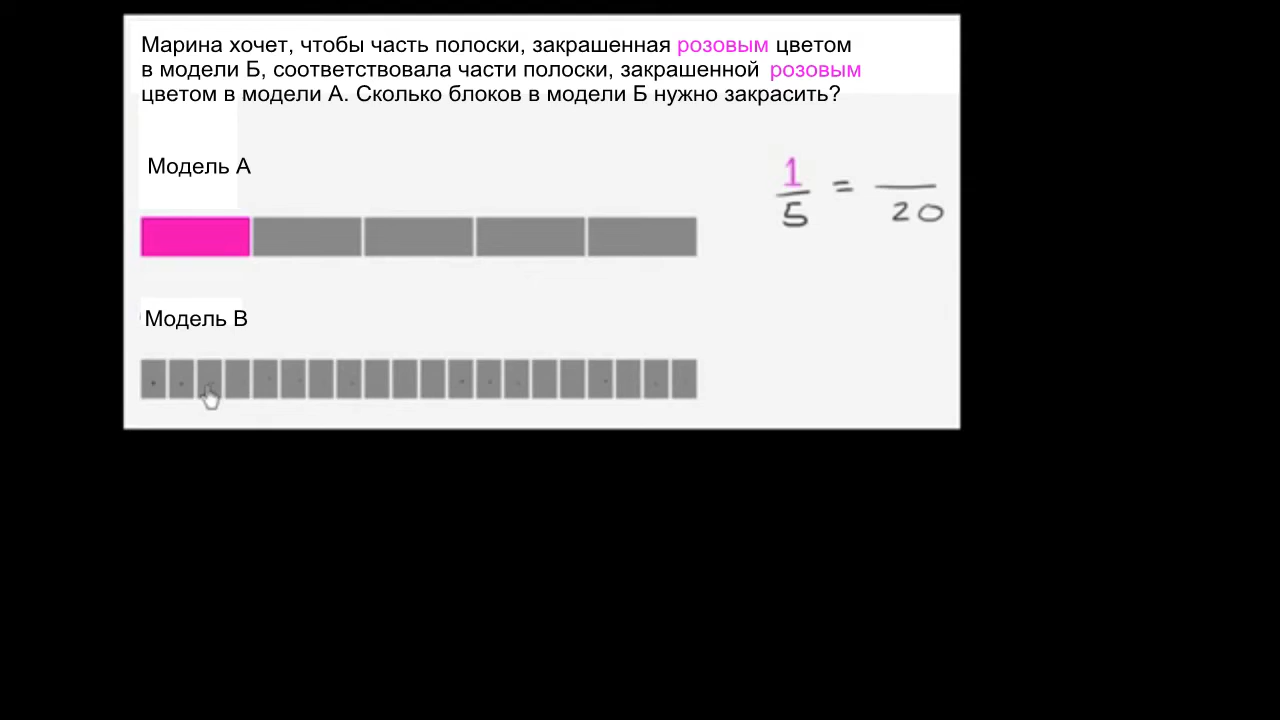 Марина хочет, чтобы часть полоски, закрашенная розовым цветом
в модели Б, соответствовала части полоски, закрашенной розовым
цветом в модели А. Сколько блоков в модели Б нужно закрасить?
Модель А
1
=
5
20
Модель В